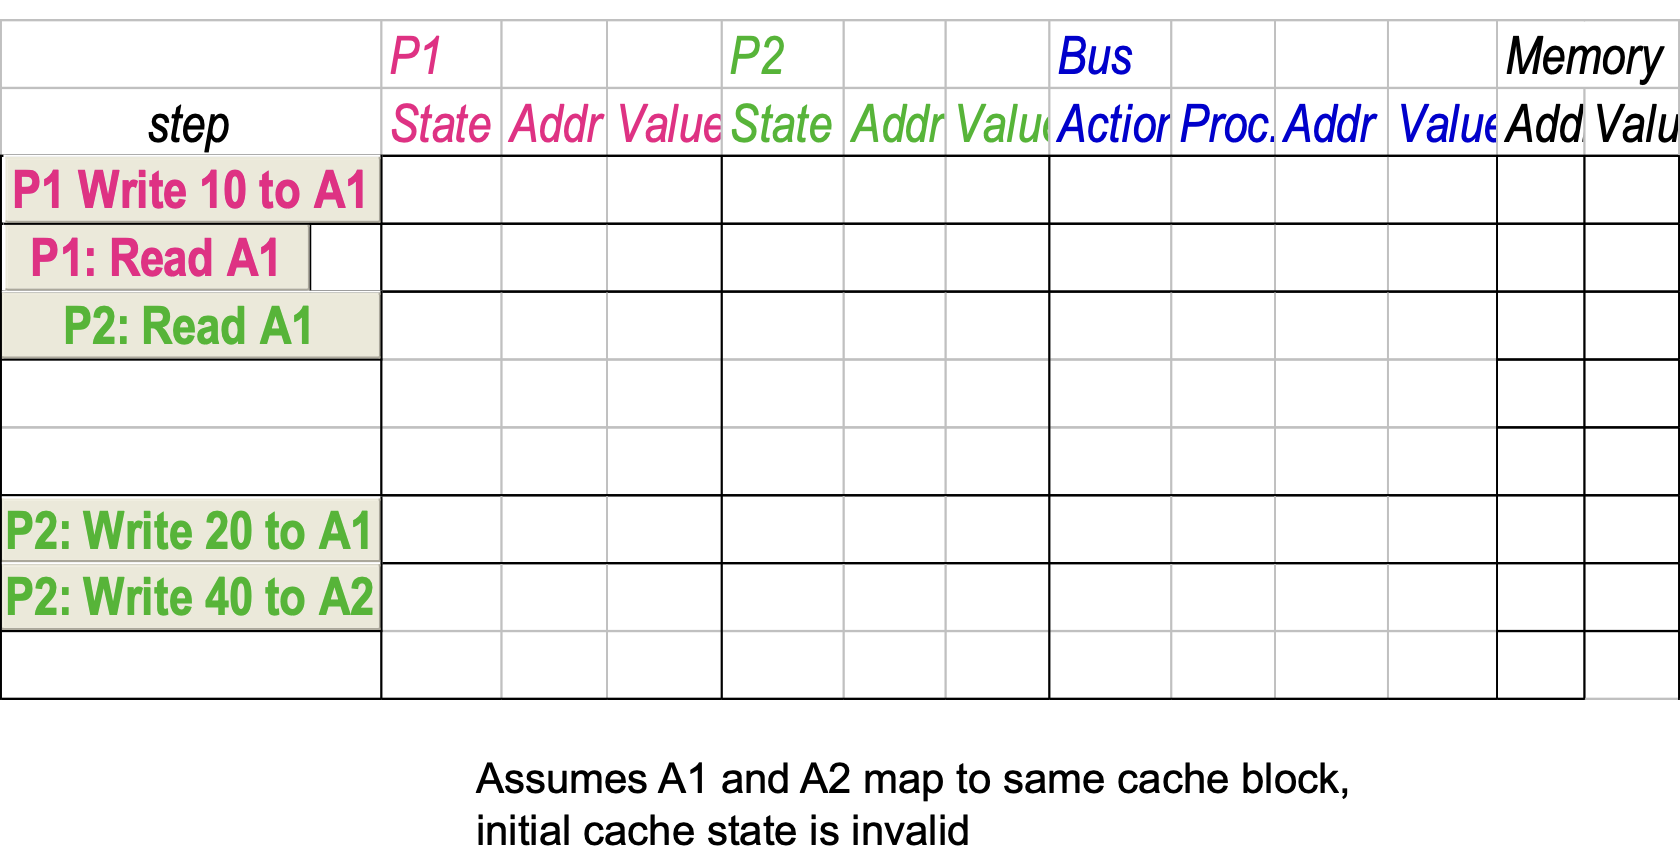 P1 P2 Bus Memory
step State Addr Value State Addr Valu Action Proc. Addr Value Add Valu
P1 Write 10 to A1
P1: Read A1
P2: Read A1
P2: Write 20 to A1
P2: Write 40 to A2
Assumes A1 and A2 map to same cache block,
initial cache state is invalid